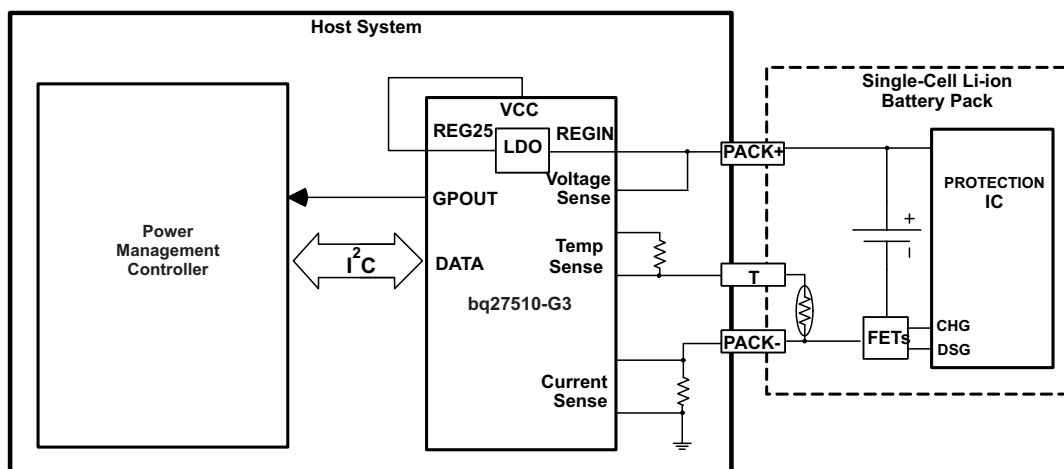 Host System
Single-Cell Li-ion
Battery Pack
VCC
REG25
LDO
REGIN
PACK+
Voltage
Sense
PROTECTION
IC
GPOUT
Power
Management
Controller
I2C
DATA
Temp
Sense
T
bq27510-G3
+
–
PACK-
FETs
CHG
DSG
Current
Sense